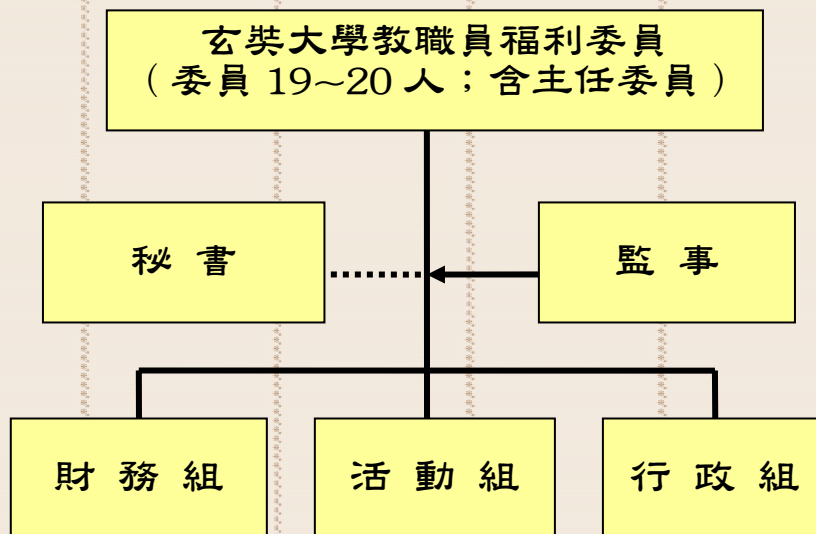 玄奘大學教職員福利委員
（委員 19~20 人；含主任委員）
秘 書
監 事
財 務 組
活 動 組
行 政 組